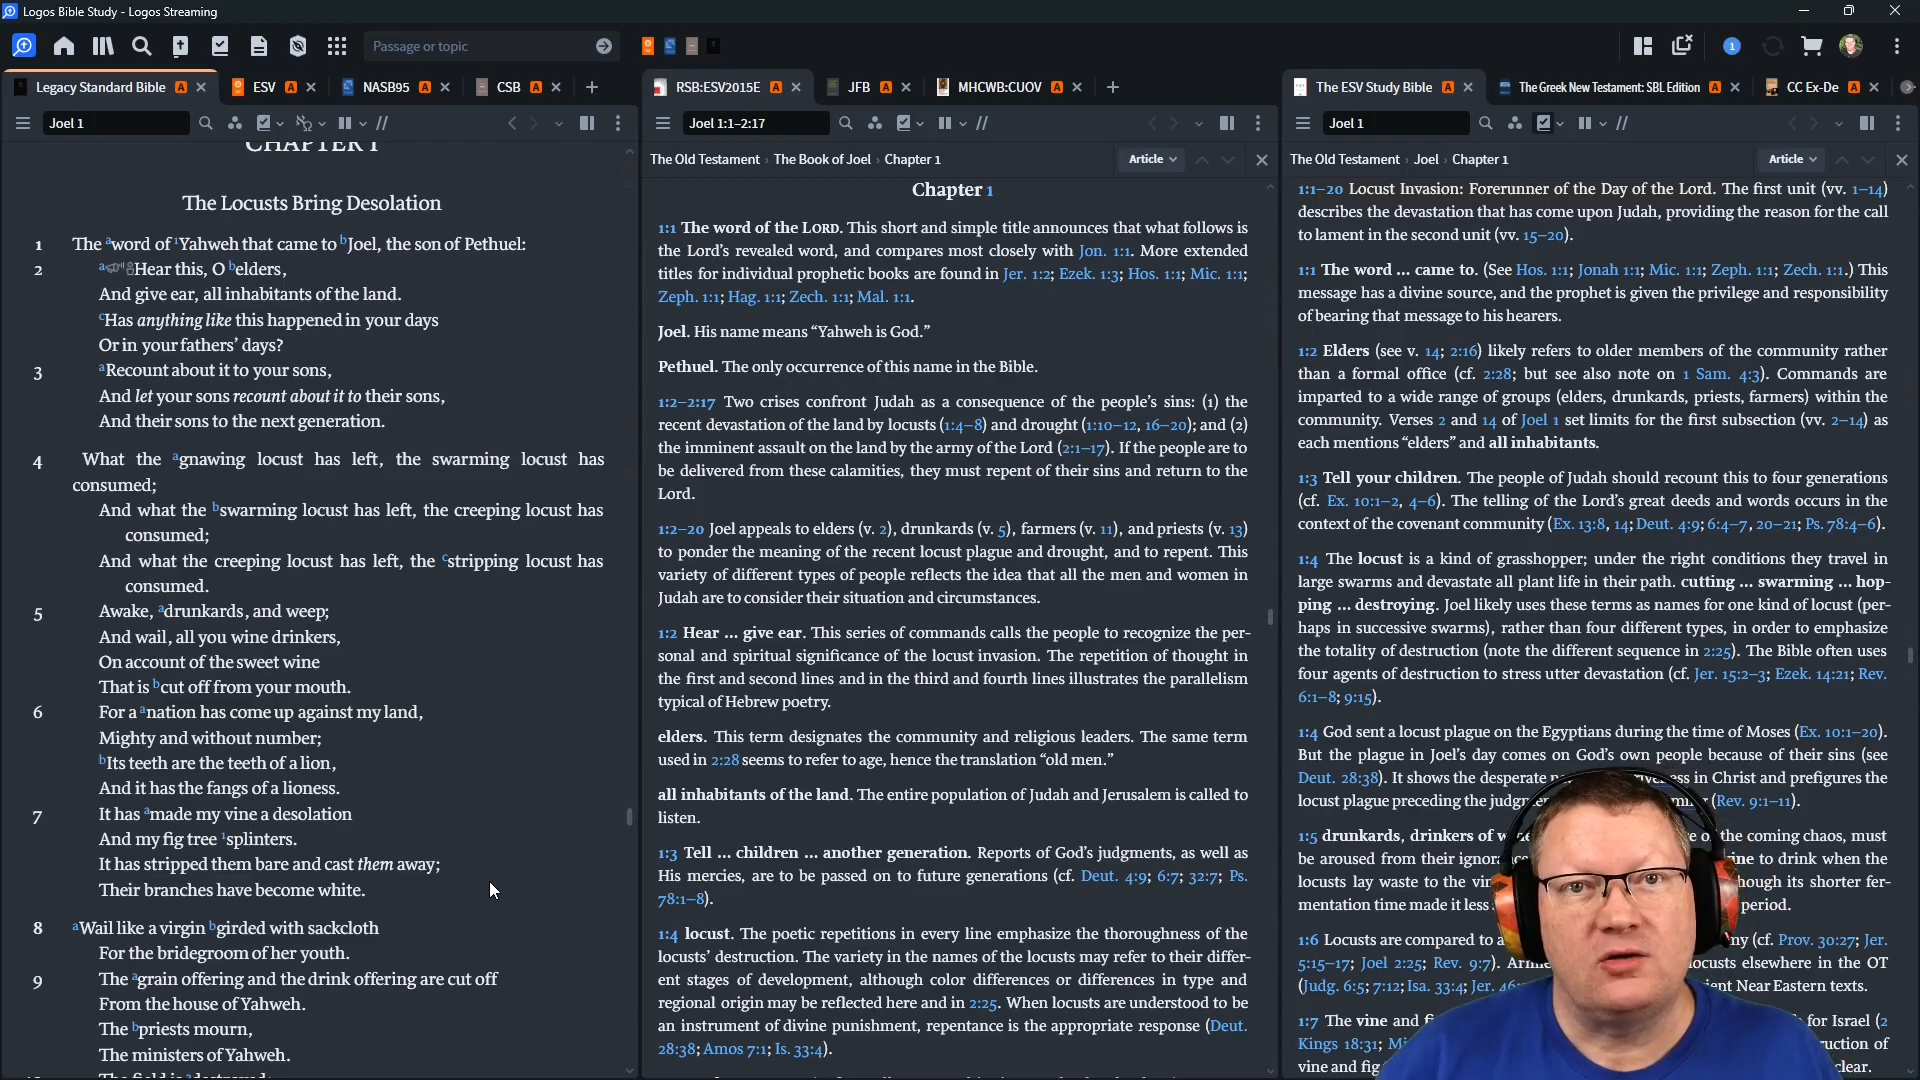 Logos Bible Study - Logos Streaming
Passage or topic
1
Legacy Standard Bible A
ESV A
NASB95 A
CSB A
Joel 1
CHAPTER 1
The Locusts Bring Desolation
1 The ᵃword of ¹Yahweh that came to ᵇJoel, the son of Pethuel:
2 ᵃHear this, O ᵇelders,
And give ear, all inhabitants of the land.
ᶜHas anything like this happened in your days
Or in your fathers’ days?
3 ᵃRecount about it to your sons,
And let your sons recount about it to their sons,
And their sons to the next generation.
4 What the ᵃgnawing locust has left, the swarming locust has
consumed;
And what the ᵇswarming locust has left, the creeping locust has
consumed;
And what the creeping locust has left, the ᶜstripping locust has
consumed.
5 Awake, ᵃdrunkards, and weep;
And wail, all you wine drinkers,
On account of the sweet wine
That is ᵇcut off from your mouth.
6 For a ᵃnation has come up against my land,
Mighty and without number;
ᵇIts teeth are the teeth of a lion,
And it has the fangs of a lioness.
7 It has ᵃmade my vine a desolation
And my fig tree ¹splinters.
It has stripped them bare and cast them away;
Their branches have become white.
8 ᵃWail like a virgin ᵇgirded with sackcloth
For the bridegroom of her youth.
9 The ᵃgrain offering and the drink offering are cut off
From the house of Yahweh.
The ᵇpriests mourn,
The ministers of Yahweh.
RSB:ESV2015E A
JFB A
MHCWB:CUOV A
Joel 1:1–2:17
The Old Testament › The Book of Joel › Chapter 1
Article
Chapter 1
1:1 The word of the LORD. This short and simple title announces that what follows is
the Lord’s revealed word, and compares most closely with Jon. 1:1. More extended
titles for individual prophetic books are found in Jer. 1:2; Ezek. 1:3; Hos. 1:1; Mic. 1:1;
Zeph. 1:1; Hag. 1:1; Zech. 1:1; Mal. 1:1.
Joel. His name means “Yahweh is God.”
Pethuel. The only occurrence of this name in the Bible.
1:2–2:17 Two crises confront Judah as a consequence of the people’s sins: (1) the
recent devastation of the land by locusts (1:4–8) and drought (1:10–12, 16–20); and (2)
the imminent assault on the land by the army of the Lord (2:1–17). If the people are to
be delivered from these calamities, they must repent of their sins and return to the
Lord.
1:2–20 Joel appeals to elders (v. 2), drunkards (v. 5), farmers (v. 11), and priests (v. 13)
to ponder the meaning of the recent locust plague and drought, and to repent. This
variety of different types of people reflects the idea that all the men and women in
Judah are to consider their situation and circumstances.
1:2 Hear … give ear. This series of commands calls the people to recognize the per-
sonal and spiritual significance of the locust invasion. The repetition of thought in
the first and second lines and in the third and fourth lines illustrates the parallelism
typical of Hebrew poetry.
elders. This term designates the community and religious leaders. The same term
used in 2:28 seems to refer to age, hence the translation “old men.”
all inhabitants of the land. The entire population of Judah and Jerusalem is called to
listen.
1:3 Tell … children … another generation. Reports of God’s judgments, as well as
His mercies, are to be passed on to future generations (cf. Deut. 4:9; 6:7; 32:7; Ps.
78:1–8).
1:4 locust. The poetic repetitions in every line emphasize the thoroughness of the
locusts’ destruction. The variety in the names of the locusts may refer to their differ-
ent stages of development, although color differences or differences in type and
regional origin may be reflected here and in 2:25. When locusts are understood to be
an instrument of divine punishment, repentance is the appropriate response (Deut.
28:38; Amos 7:1; Is. 33:4).
The ESV Study Bible A
The Greek New Testament: SBL Edition A
CC Ex-De A
Joel 1
The Old Testament › Joel › Chapter 1
Article
1:1–20 Locust Invasion: Forerunner of the Day of the Lord. The first unit (vv. 1–14)
describes the devastation that has come upon Judah, providing the reason for the call
to lament in the second unit (vv. 15–20).
1:1 The word … came to. (See Hos. 1:1; Jonah 1:1; Mic. 1:1; Zeph. 1:1; Zech. 1:1.) This
message has a divine source, and the prophet is given the privilege and responsibility
of bearing that message to his hearers.
1:2 Elders (see v. 14; 2:16) likely refers to older members of the community rather
than a formal office (cf. 2:28; but see also note on 1 Sam. 4:3). Commands are
imparted to a wide range of groups (elders, drunkards, priests, farmers) within the
community. Verses 2 and 14 of Joel 1 set limits for the first subsection (vv. 2–14) as
each mentions “elders” and all inhabitants.
1:3 Tell your children. The people of Judah should recount this to four generations
(cf. Ex. 10:1–2, 4–6). The telling of the Lord’s great deeds and words occurs in the
context of the covenant community (Ex. 13:8, 14; Deut. 4:9; 6:4–7, 20–21; Ps. 78:4–6).
1:4 The locust is a kind of grasshopper; under the right conditions they travel in
large swarms and devastate all plant life in their path. cutting … swarming … hop-
ping … destroying. Joel likely uses these terms as names for one kind of locust (per-
haps in successive swarms), rather than four different types, in order to emphasize
the totality of destruction (note the different sequence in 2:25). The Bible often uses
four agents of destruction to stress utter devastation (cf. Jer. 15:2–3; Ezek. 14:21; Rev.
6:1–8; 9:15).
1:4 God sent a locust plague on the Egyptians during the time of Moses (Ex. 10:1–20).
But the plague in Joel’s day comes on God’s own people because of their sins (see
Deut. 28:38). It shows the desperate in Christ and prefigures the
locust plague preceding the (Rev. 9:1–11).
1:5 drunkards, drinkers of of the coming chaos, must
be aroused from their to drink when the
locusts lay waste to the its shorter fer-
mentation time made it less period.
1:6 Locusts are compared to (cf. Prov. 30:27; Jer.
5:15–17; Joel 2:25; Rev. 9:7). locusts elsewhere in the OT
(Judg. 6:5; 7:12; Isa. 33:4; Jer. Near Eastern texts.
1:7 The vine and for Israel (2
Kings 18:31; of
vine and fig clear.